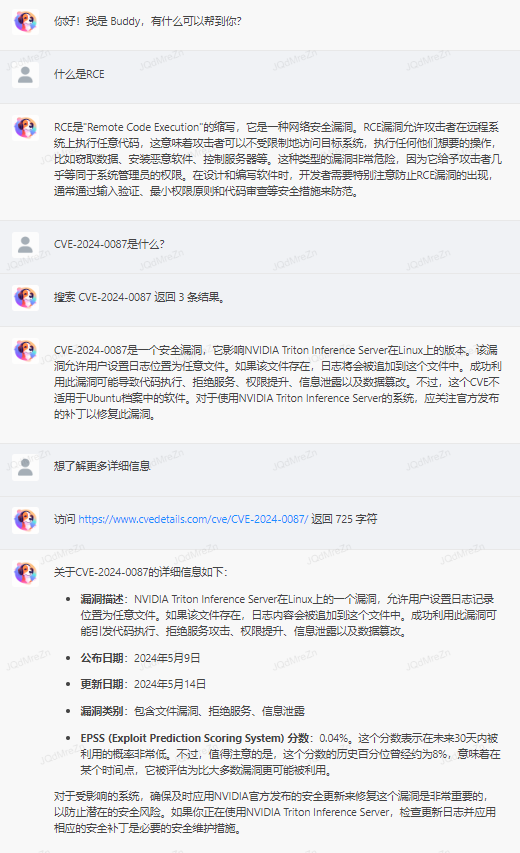 你好！我是 Buddy，有什么可以帮到你？
什么是RCE
RCE是"Remote Code Execution"的缩写，它是一种网络安全漏洞。RCE漏洞允许攻击者在远程系
统上执行任意代码，这意味着攻击者可以不受限制地访问目标系统，执行任何他们想要的操作，
比如窃取数据、安装恶意软件、控制服务器等。这种类型的漏洞非常危险，因为它给予攻击者几
乎等同于系统管理员的权限。在设计和编写软件时，开发者需要特别注意防止RCE漏洞的出现，
通常通过输入验证、最小权限原则和代码审查等安全措施来防范。
CVE-2024-0087是什么?
搜索 CVE-2024-0087 返回 3 条结果。
CVE-2024-0087是一个安全漏洞，它影响NVIDIA Triton Inference Server在Linux上的版本。该漏
洞允许用户设置日志位置为任意文件。如果该文件存在，日志将会被追加到这个文件中。成功利
用此漏洞可能导致代码执行、拒绝服务、权限提升、信息泄露以及数据篡改。不过，这个CVE不
适用于Ubuntu档案中的软件。对于使用NVIDIA Triton Inference Server的系统，应关注官方发布
的补丁以修复此漏洞。
想了解更多详细信息
访问 https://www.cvedetails.com/cve/CVE-2024-0087/ 返回 725 字符
关于CVE-2024-0087的详细信息如下：
• 漏洞描述：NVIDIA Triton Inference Server在Linux上的一个漏洞，允许用户设置日志记录
位置为任意文件。如果该文件存在，日志内容会被追加到这个文件中。成功利用此漏洞可
能引发代码执行、拒绝服务攻击、权限提升、信息泄露以及数据篡改。
• 公布日期：2024年5月9日
• 更新日期：2024年5月14日
• 漏洞类别：包含文件漏洞、拒绝服务、信息泄露
• EPSS (Exploit Prediction Scoring System) 分数：0.04%。这个分数表示在未来30天内被
利用的概率非常低。不过，值得注意的是，这个分数的历史百分位曾经约为8%，意味着在
某个时间点，它被评估为比大多数漏洞更可能被利用。
对于受影响的系统，确保及时应用NVIDIA官方发布的安全更新来修复这个漏洞是非常重要的，
以防止潜在的安全风险。如果你正在使用NVIDIA Triton Inference Server，检查更新日志并应用
相应的安全补丁是必要的安全维护措施。